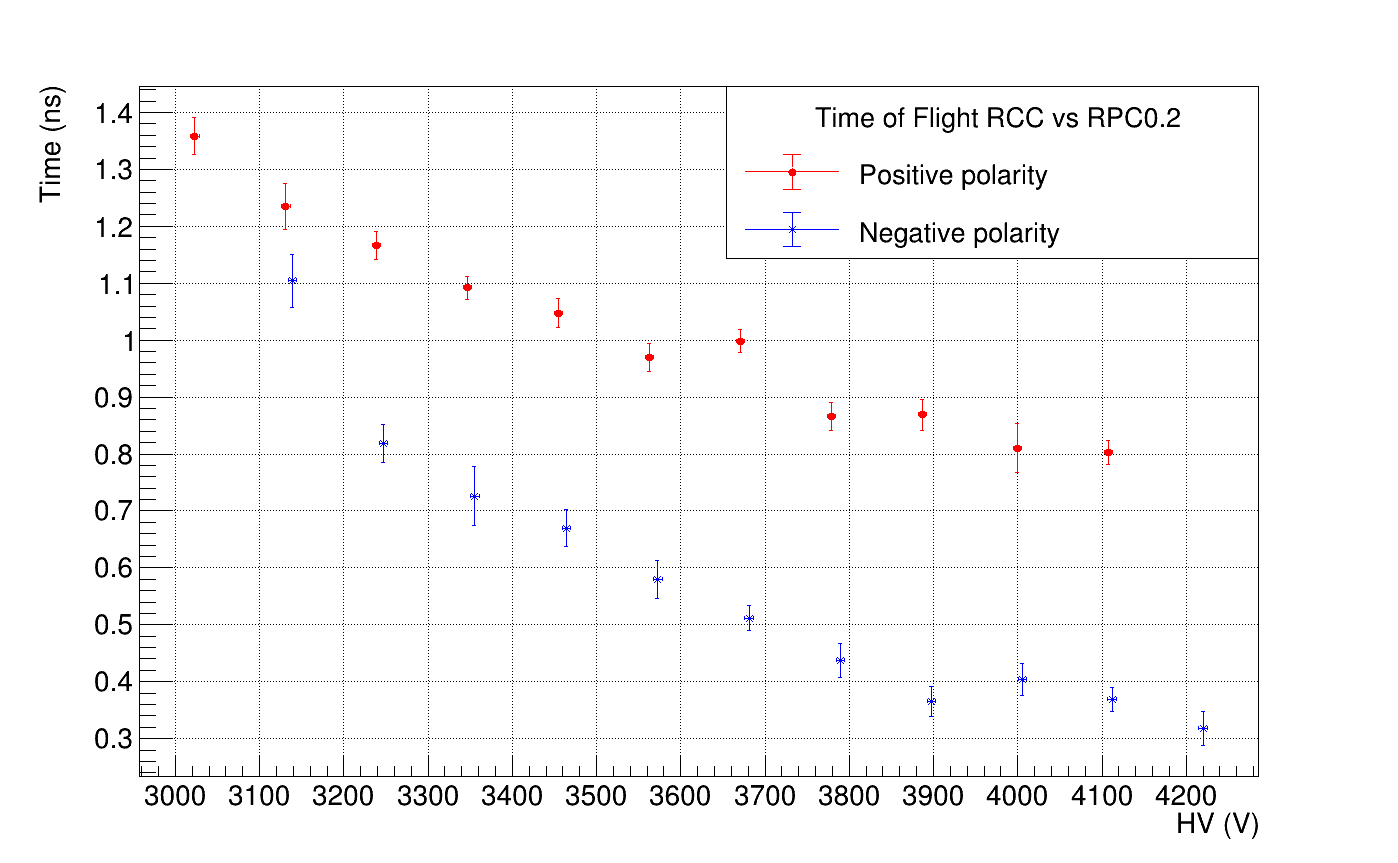 Time of Flight RCC vs RPC0.2
Positive polarity
Negative polarity
Time (ns)
1.4
1.3
1.2
1.1
1
0.9
0.8
0.7
0.6
0.5
0.4
0.3
3000 3100 3200 3300 3400 3500 3600 3700 3800 3900 4000 4100 4200
HV (V)